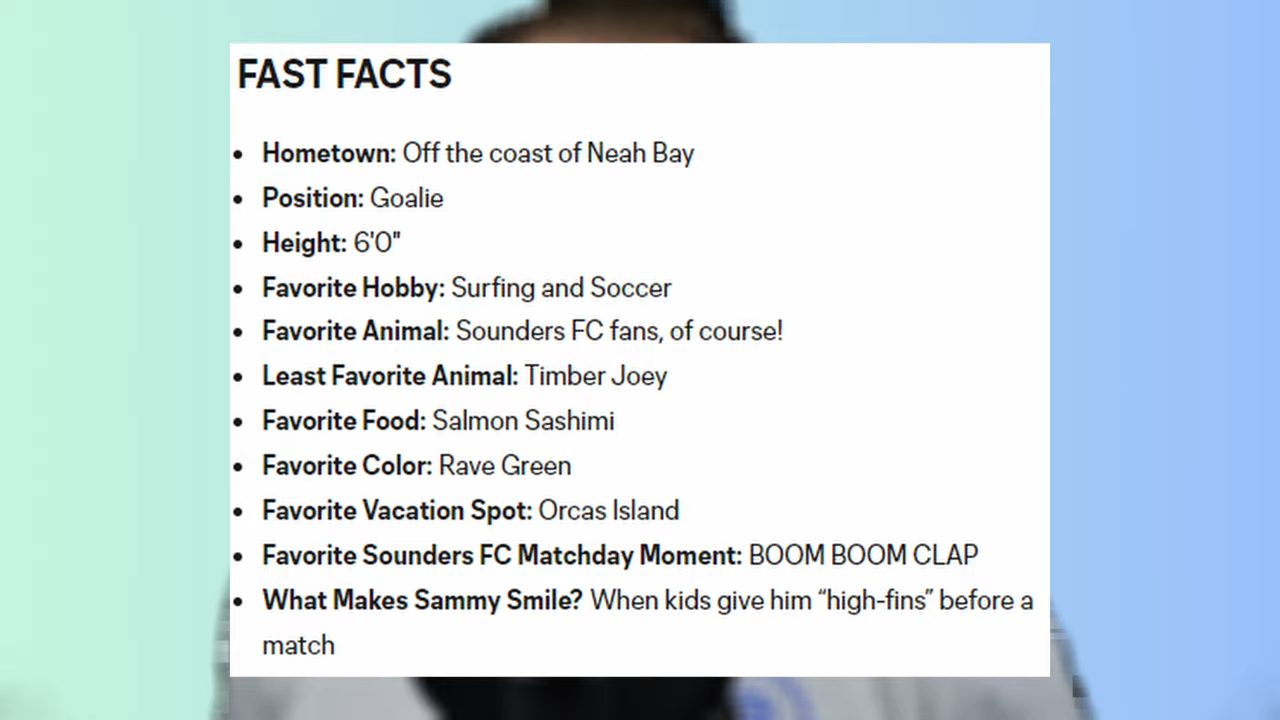 FAST FACTS
• Hometown: Off the coast of Neah Bay
• Position: Goalie
• Height: 6'0"
• Favorite Hobby: Surfing and Soccer
• Favorite Animal: Sounders FC fans, of course!
• Least Favorite Animal: Timber Joey
• Favorite Food: Salmon Sashimi
• Favorite Color: Rave Green
• Favorite Vacation Spot: Orcas Island
• Favorite Sounders FC Matchday Moment: BOOM BOOM CLAP
• What Makes Sammy Smile? When kids give him “high-fins” before a
match